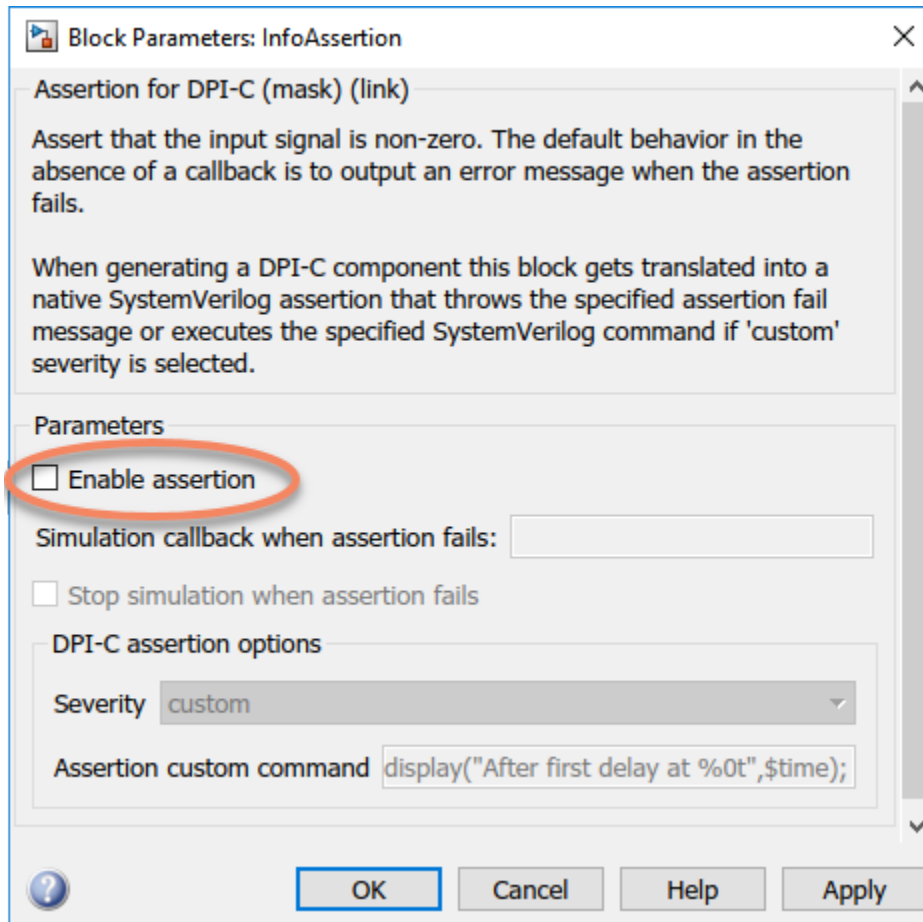 Block Parameters: InfoAssertion
Assertion for DPI-C (mask) (link)
Assert that the input signal is non-zero. The default behavior in the
absence of a callback is to output an error message when the assertion
fails.
When generating a DPI-C component this block gets translated into a
native SystemVerilog assertion that throws the specified assertion fail
message or executes the specified SystemVerilog command if 'custom'
severity is selected.
Parameters
Enable assertion
Simulation callback when assertion fails:
Stop simulation when assertion fails
DPI-C assertion options
Severity custom
Assertion custom command display("After first delay at %0t",$time);
? OK Cancel Help Apply